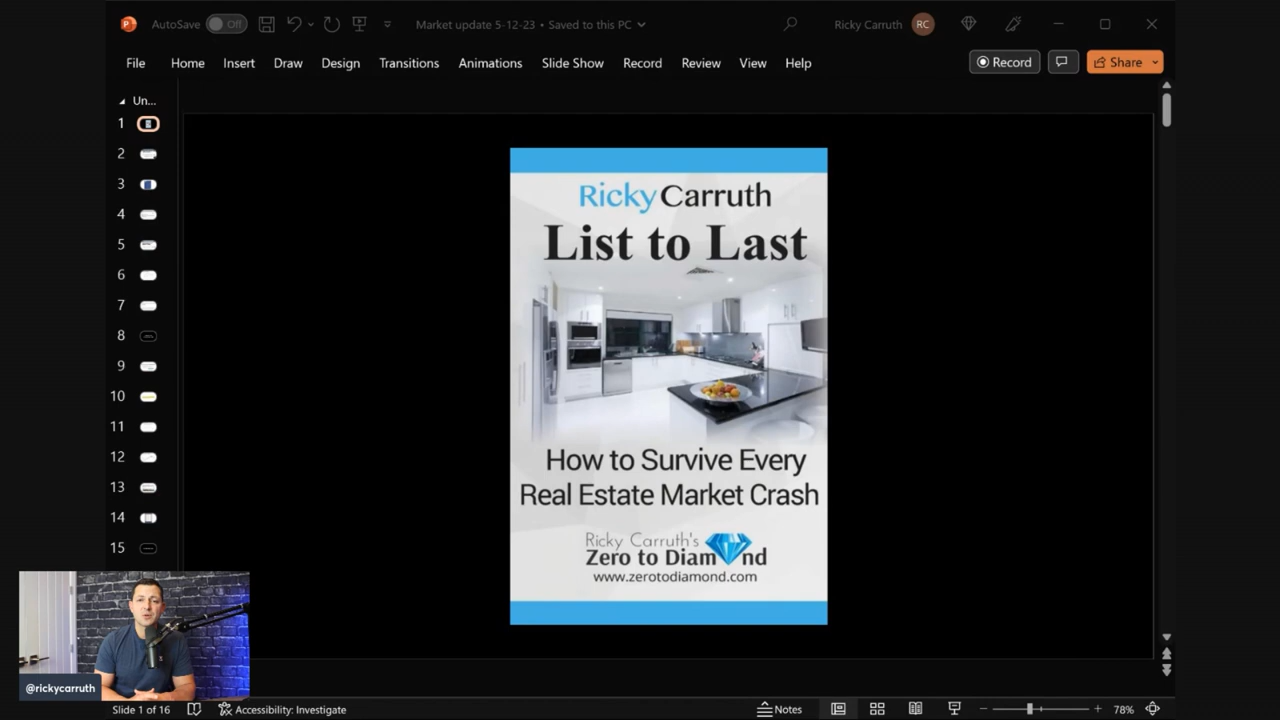 AutoSave Off Market update 5-12-23 • Saved to this PC Ricky Carruth RC
File Home Insert Draw Design Transitions Animations Slide Show Record Review View Help Record Share
Un...
1
2
3
4
5
6
7
8
9
10
11
12
13
14
15
Ricky Carruth
List to Last
How to Survive Every
Real Estate Market Crash
Ricky Carruth's
Zero to Diamond
www.zerotodiamond.com
@rickycarruth
Slide 1 of 16 Accessibility: Investigate Notes 78%